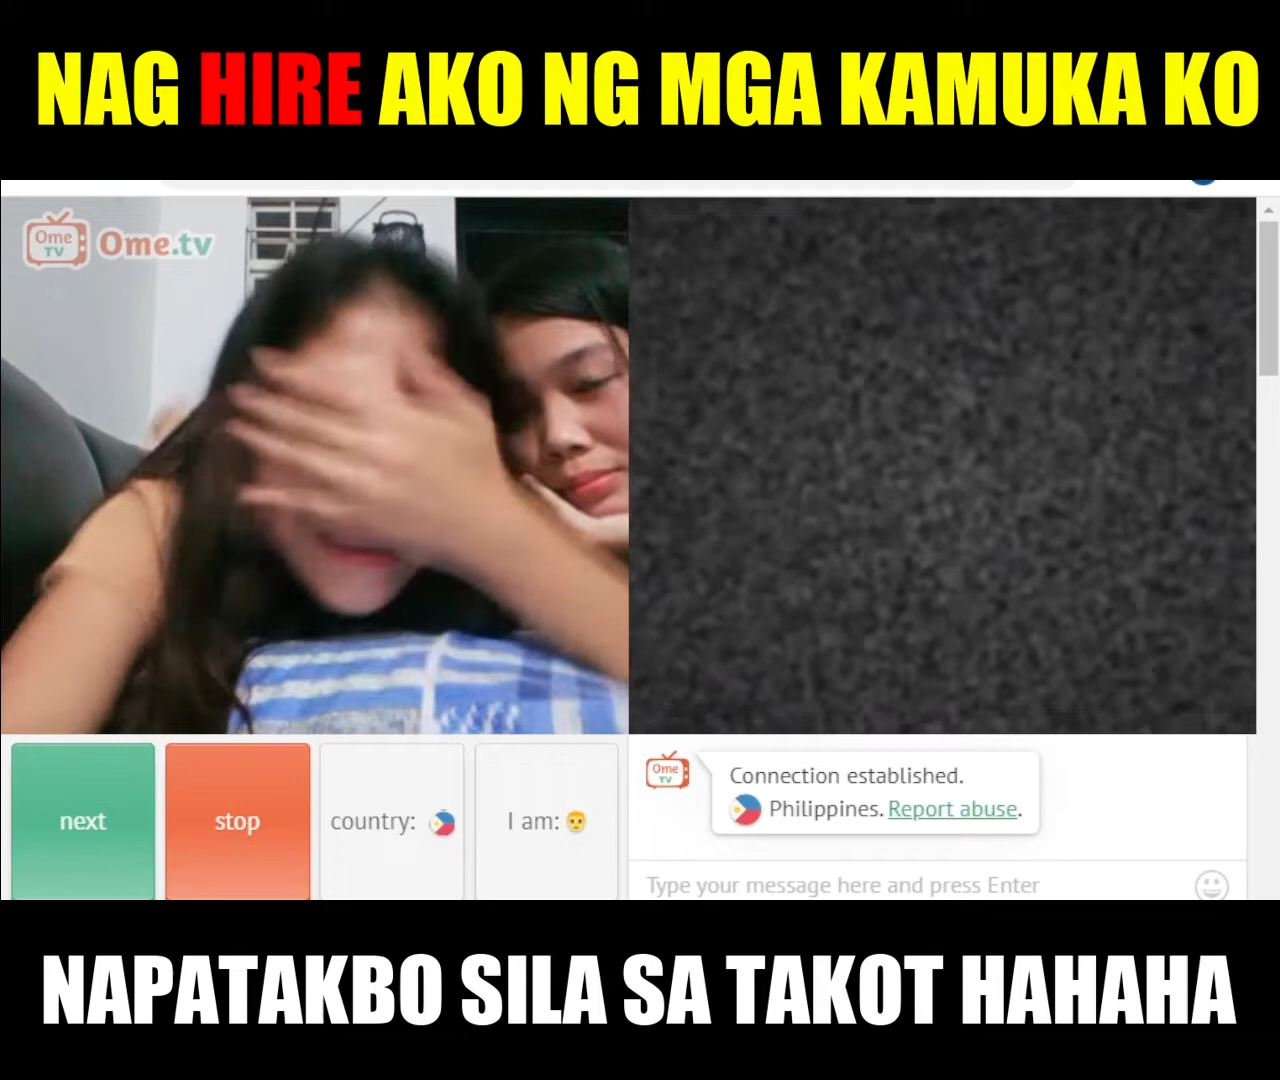 NAG HIRE AKO NG MGA KAMUKA KO
Ome TV Ome.tv
next
stop
country:
I am:
Ome TV
Connection established.
Philippines. Report abuse.
Type your message here and press Enter
NAPATAKBO SILA SA TAKOT HAHAHA